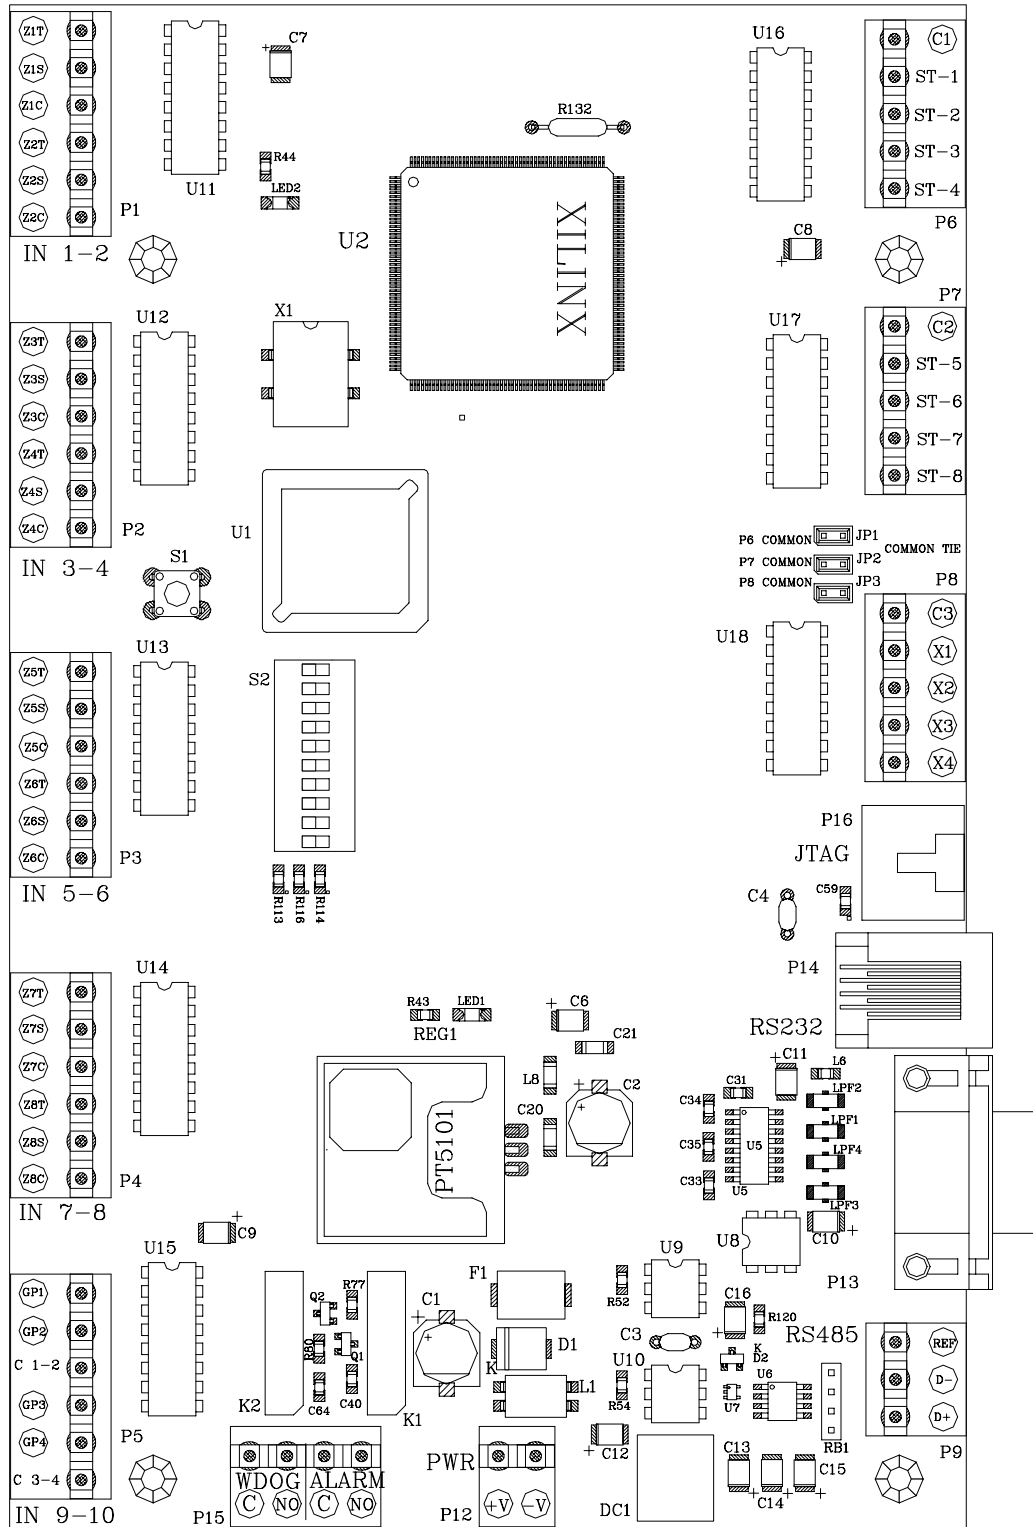 Z1T
Z1S
Z1C
Z2T
Z2S
Z2C
P1
IN 1-2
U11
C7
R44
LED2
U2
XILINX
R132
U16
C8
C1
ST-1
ST-2
ST-3
ST-4
P6
P7
C2
ST-5
ST-6
ST-7
ST-8
U17
Z3T
Z3S
Z3C
Z4T
Z4S
Z4C
P2
IN 3-4
U12
X1
U1
S1
P6 COMMON
JP1
P7 COMMON
JP2
P8 COMMON
JP3
COMMON TIE
P8
C3
X1
X2
X3
X4
U18
U13
S2
Z5T
Z5S
Z5C
Z6T
Z6S
Z6C
P3
IN 5-6
R113
R116
R114
P16
JTAG
C59
C4
P14
RS232
U14
Z7T
Z7S
Z7C
Z8T
Z8S
Z8C
P4
IN 7-8
R43
LED1
REG1
PT5101
C6
C21
L8
C2
C20
C11
L6
C31
LPF2
C34
LPF1
C35
U5
LPF4
C33
U5
LPF3
C10
U8
P13
C9
U15
GP1
GP2
C 1-2
GP3
GP4
C 3-4
P5
IN 9-10
Q2
R77
R80
Q1
C64
C40
K2
K1
C1
F1
D1
K
L1
U9
R52
C3
U10
R54
C12
C16
R120
RS485
K
D2
U6
U7
RB1
REF
D-
D+
P9
WDOG
ALARM
C
NO
C
NO
P15
PWR
+V
-V
P12
DC1
C13
C14
C15